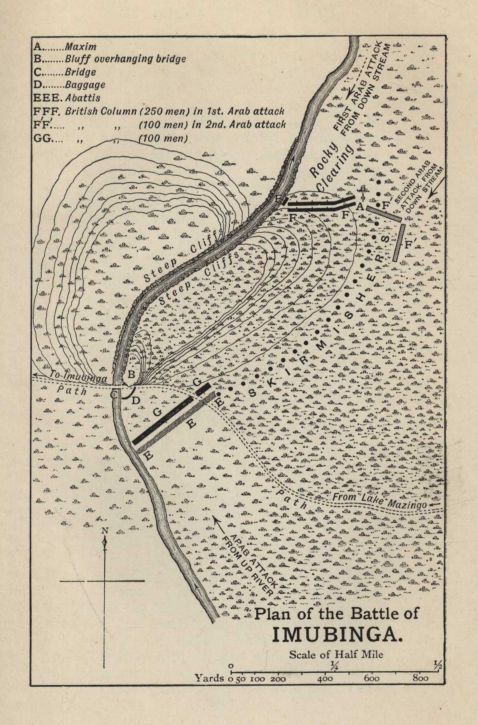 A........Maxim
B.......Bluff overhanging bridge
C.......Bridge
D.......Baggage
EEE. Abattis
FFF. British Column (250 men) in 1st. Arab attack
FF'..... „ „ (100 men) in 2nd. Arab attack
GG.... „ „ (100 men)
FIRST ARAB ATTACK
FROM DOWN STREAM
Rocky
Clearing
SECOND ARAB
ATTACK FROM
DOWN STREAM
F
F
F
A
F
F
Steep Cliff
Steep Cliff
SKIRMISHERS
To Imubinga
Path
B
C
D
G
G
E
E
E
Path
From Lake Mazingo
ARAB ATTACK
FROM UP RIVER
N
Plan of the Battle of
IMUBINGA.
Scale of Half Mile
0 ¼ ½
Yards 0 50 100 200 400 600 800